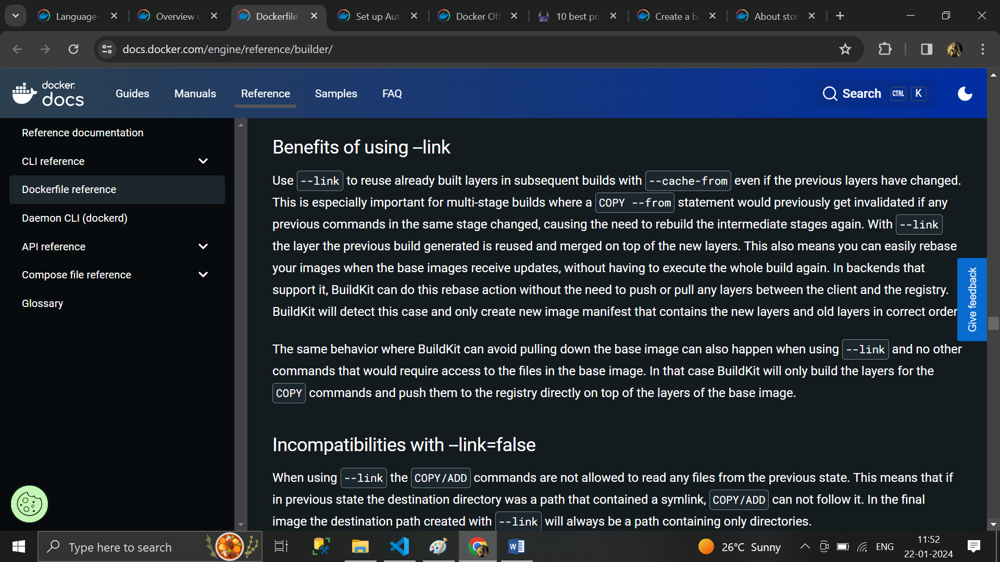 Language-
Overview c
Dockerfile
Set up Aut
Docker Off
10 best pra
Create a ba
About stor
docs.docker.com/engine/reference/builder/
docker
docs
Guides
Manuals
Reference
Samples
FAQ
Search
CTRL
K
Reference documentation
CLI reference
Dockerfile reference
Daemon CLI (dockerd)
API reference
Compose file reference
Glossary
Benefits of using –link
Use --link to reuse already built layers in subsequent builds with --cache-from even if the previous layers have changed.
This is especially important for multi-stage builds where a COPY --from statement would previously get invalidated if any
previous commands in the same stage changed, causing the need to rebuild the intermediate stages again. With --link
the layer the previous build generated is reused and merged on top of the new layers. This also means you can easily rebase
your images when the base images receive updates, without having to execute the whole build again. In backends that
support it, BuildKit can do this rebase action without the need to push or pull any layers between the client and the registry.
BuildKit will detect this case and only create new image manifest that contains the new layers and old layers in correct order
The same behavior where BuildKit can avoid pulling down the base image can also happen when using --link and no other
commands that would require access to the files in the base image. In that case BuildKit will only build the layers for the
COPY commands and push them to the registry directly on top of the layers of the base image.
Incompatibilities with –link=false
When using --link the COPY/ADD commands are not allowed to read any files from the previous state. This means that if
in previous state the destination directory was a path that contained a symlink, COPY/ADD can not follow it. In the final
image the destination path created with --link will always be a path containing only directories.
Give feedback
Type here to search
W
26°C Sunny
ENG
11:52
22-01-2024